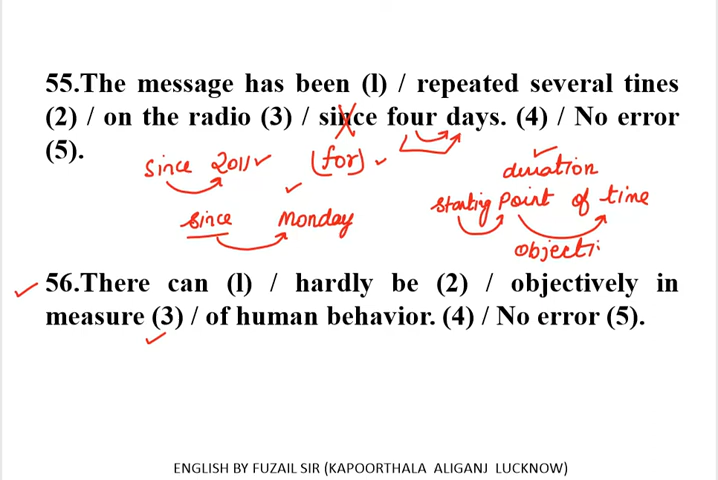 55.The message has been (l) / repeated several tines
(2) / on the radio (3) / since four days. (4) / No error
(5).
since 2011 (for) duration
starting point of time
since Monday
objecti
56.There can (l) / hardly be (2) / objectively in
measure (3) / of human behavior. (4) / No error (5).
ENGLISH BY FUZAIL SIR (KAPOORTHALA ALIGANJ LUCKNOW)